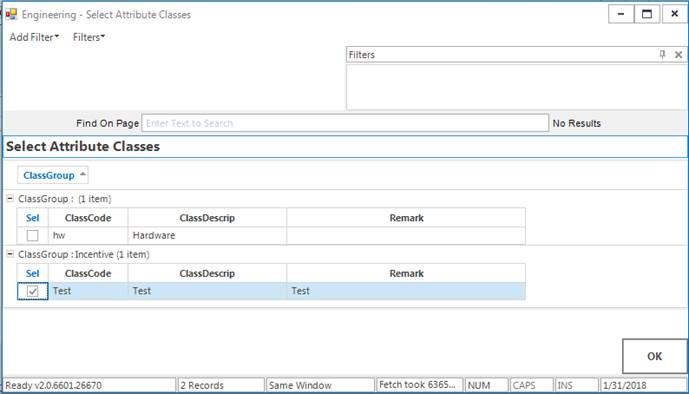 Engineering - Select Attribute Classes
Add Filter Filters
Filters
Find On Page Enter Text to Search No Results
Select Attribute Classes
ClassGroup
ClassGroup : (1 item)
Sel ClassCode ClassDescrip Remark
hw Hardware
ClassGroup : Incentive (1 item)
Sel ClassCode ClassDescrip Remark
Test Test Test
OK
Ready v2.0.6601.26670 2 Records Same Window Fetch took 6365... NUM CAPS INS 1/31/2018